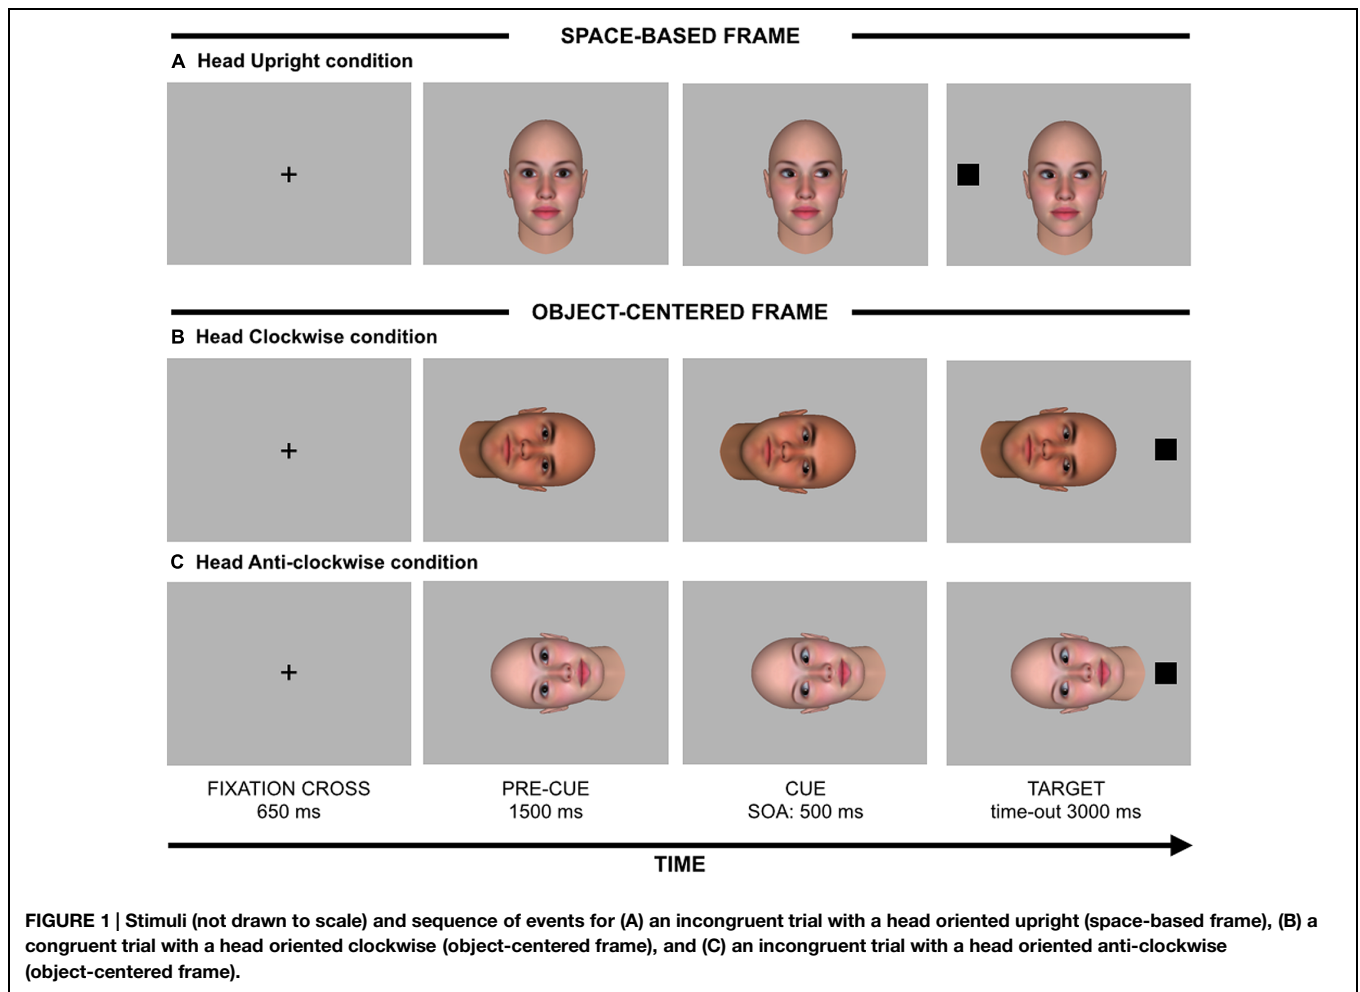 SPACE-BASED FRAME
A Head Upright condition
OBJECT-CENTERED FRAME
B Head Clockwise condition
C Head Anti-clockwise condition
FIXATION CROSS
650 ms
PRE-CUE
1500 ms
CUE
SOA: 500 ms
TARGET
time-out 3000 ms
TIME
FIGURE 1 | Stimuli (not drawn to scale) and sequence of events for (A) an incongruent trial with a head oriented upright (space-based frame), (B) a
congruent trial with a head oriented clockwise (object-centered frame), and (C) an incongruent trial with a head oriented anti-clockwise
(object-centered frame).